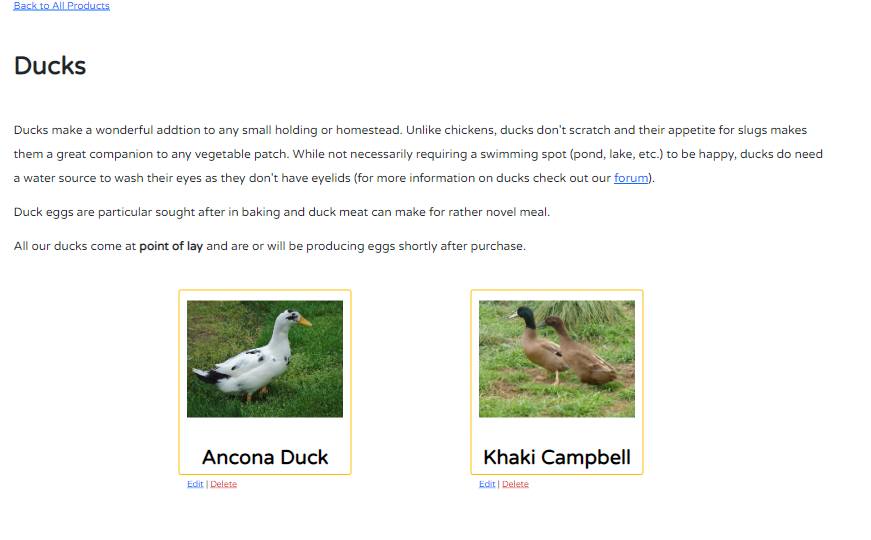 Back to All Products
Ducks
Ducks make a wonderful addtion to any small holding or homestead. Unlike chickens, ducks don't scratch and their appetite for slugs makes
them a great companion to any vegetable patch. While not necessarily requiring a swimming spot (pond, lake, etc.) to be happy, ducks do need
a water source to wash their eyes as they don't have eyelids (for more information on ducks check out our forum).
Duck eggs are particular sought after in baking and duck meat can make for rather novel meal.
All our ducks come at point of lay and are or will be producing eggs shortly after purchase.
Ancona Duck
Edit | Delete
Khaki Campbell
Edit | Delete